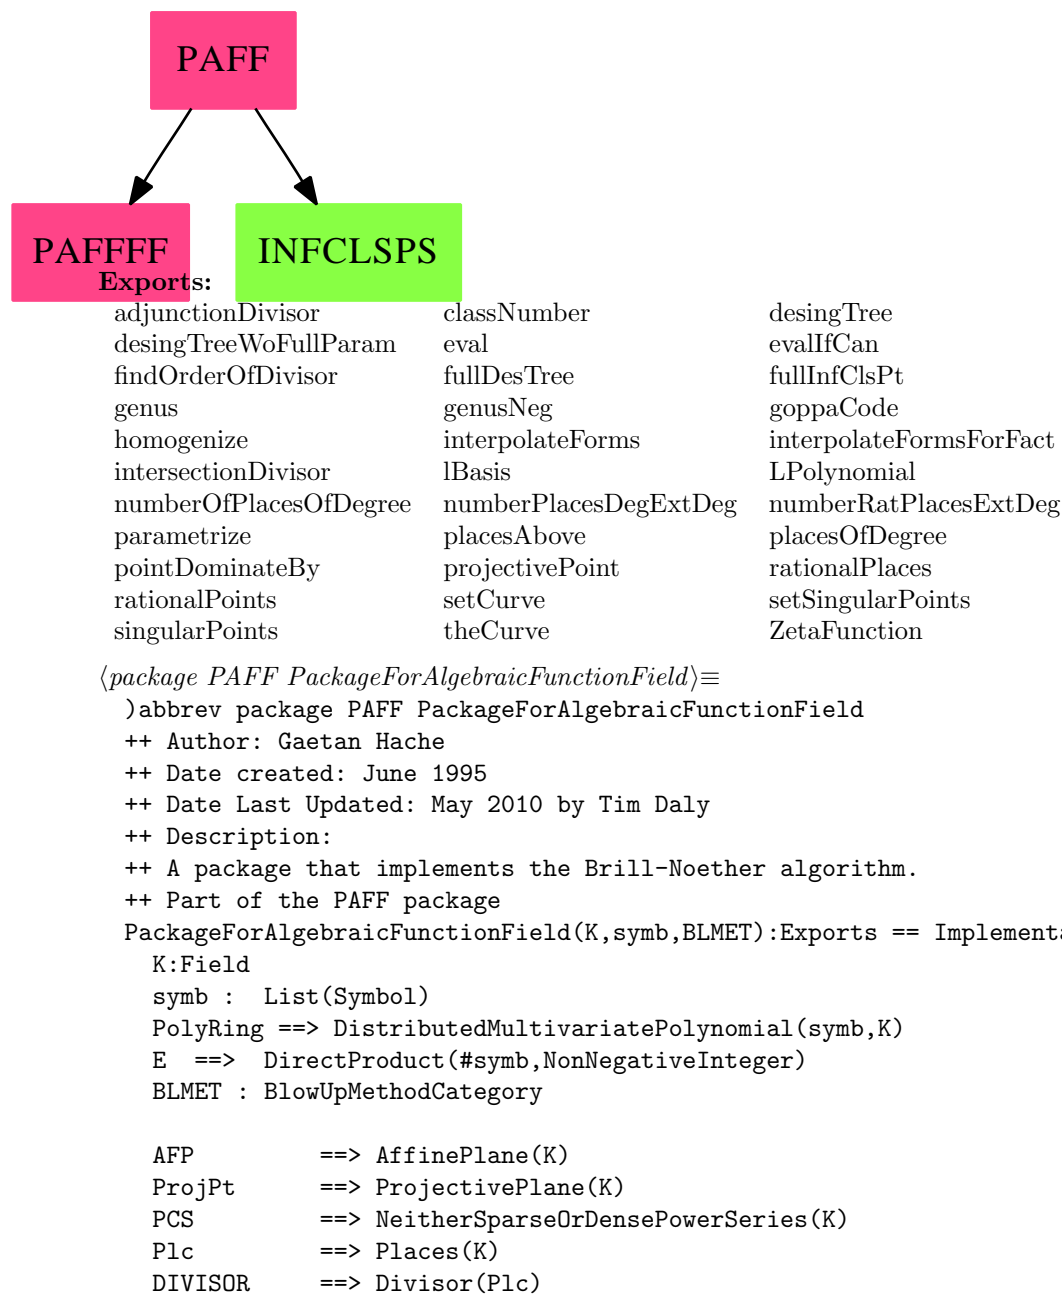 PAFF
PAFFFF INFCLSPS
Exports:
adjunctionDivisor classNumber desingTree
desingTreeWoFullParam eval evalIfCan
findOrderOfDivisor fullDesTree fullInfClsPt
genus genusNeg goppaCode
homogenize interpolateForms interpolateFormsForFact
intersectionDivisor lBasis LPolynomial
numberOfPlacesOfDegree numberPlacesDegExtDeg numberRatPlacesExtDeg
parametrize placesAbove placesOfDegree
pointDominateBy projectivePoint rationalPlaces
rationalPoints setCurve setSingularPoints
singularPoints theCurve ZetaFunction
⟨package PAFF PackageForAlgebraicFunctionField⟩≡
)abbrev package PAFF PackageForAlgebraicFunctionField
++ Author: Gaetan Hache
++ Date created: June 1995
++ Date Last Updated: May 2010 by Tim Daly
++ Description:
++ A package that implements the Brill-Noether algorithm.
++ Part of the PAFF package
PackageForAlgebraicFunctionField(K,symb,BLMET):Exports == Implementa
K:Field
symb : List(Symbol)
PolyRing ==> DistributedMultivariatePolynomial(symb,K)
E ==> DirectProduct(#symb,NonNegativeInteger)
BLMET : BlowUpMethodCategory
AFP ==> AffinePlane(K)
ProjPt ==> ProjectivePlane(K)
PCS ==> NeitherSparseOrDensePowerSeries(K)
Plc ==> Places(K)
DIVISOR ==> Divisor(Plc)